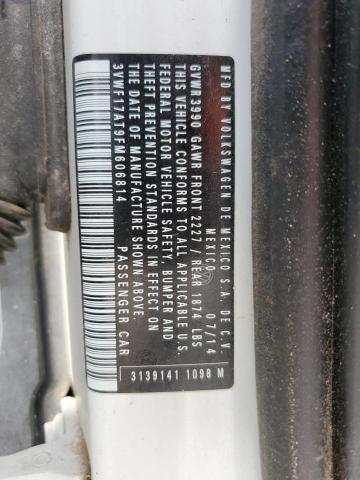 MFD BY VOLKSWAGEN DE MEXICO S.A. DE C.V
MEXICO 07/14
GVWR3990 GAWR FRONT 2227/ REAR 1874 LBS
THIS VEHICLE CONFORMS TO ALL APPLICABLE U.S.
FEDERAL MOTOR VEHICLE SAFETY, BUMPER AND
THEFT PREVENTION STANDARDS IN EFFECT ON
THE DATE OF MANUFACTURE SHOWN ABOVE.
3VWF17AT9FM606814 PASSENGER CAR
3139141 1098 M